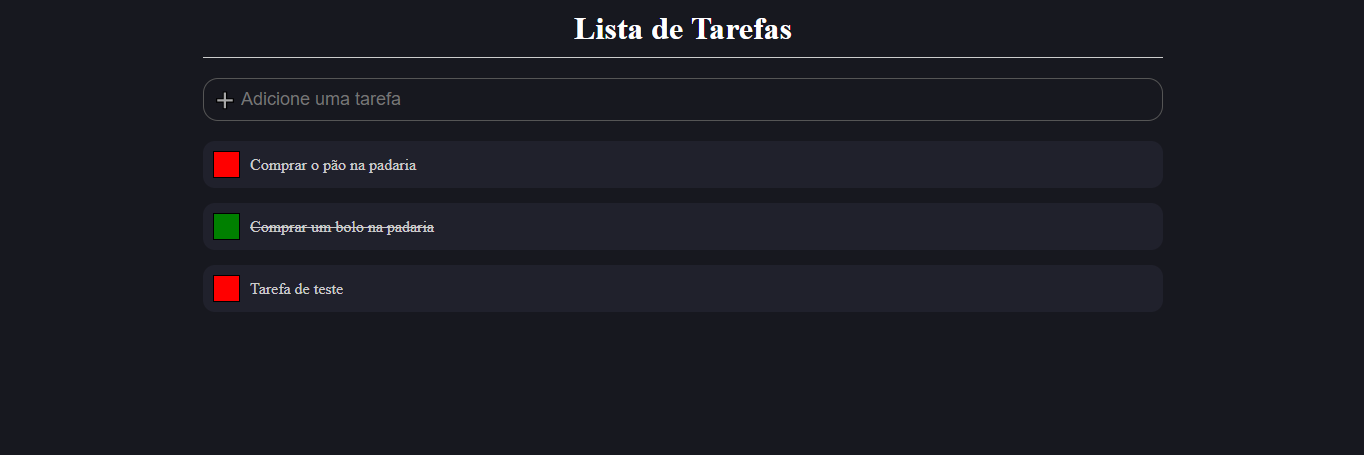 Lista de Tarefas
Adicione uma tarefa
Comprar o pão na padaria
Comprar um bolo na padaria
Tarefa de teste